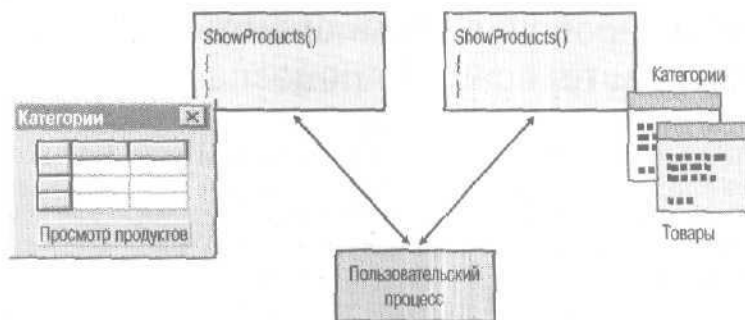 ShowProducts()
{
}
ShowProducts()
{
}
Категории
Категории
Просмотр продуктов
Товары
Пользовательский
процесс